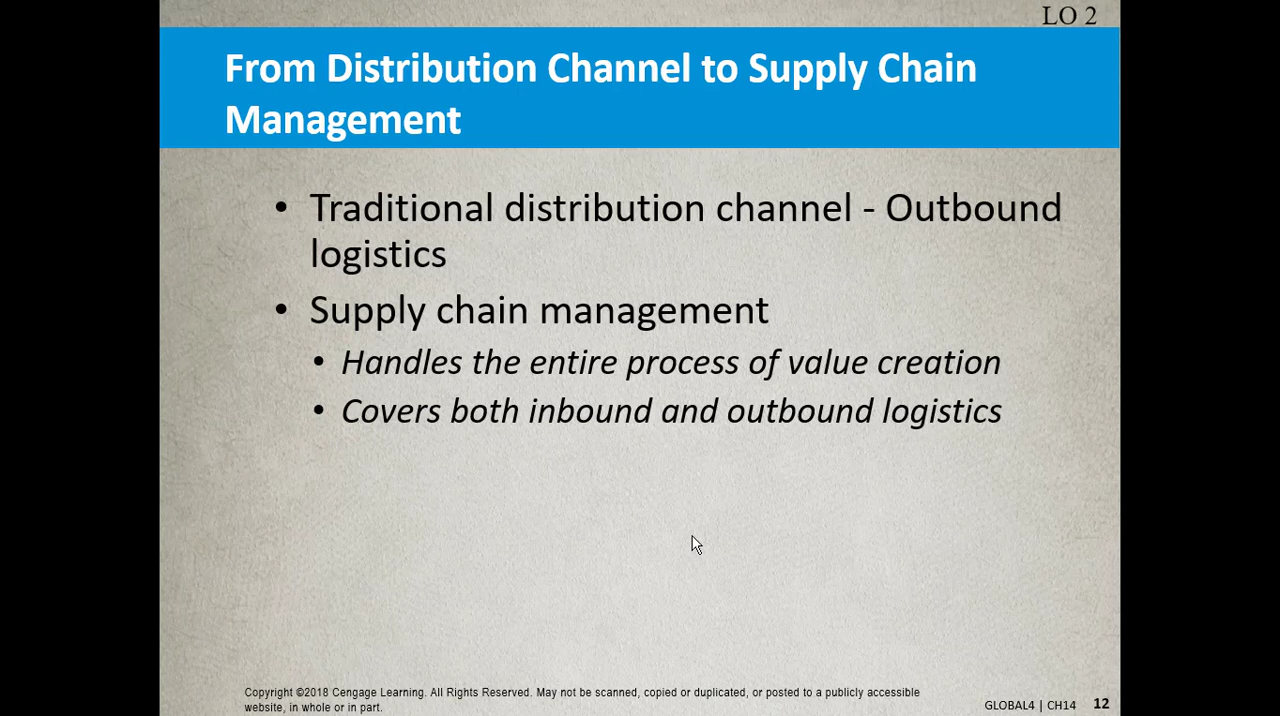 LO 2
From Distribution Channel to Supply Chain
Management
• Traditional distribution channel - Outbound
logistics
• Supply chain management
• Handles the entire process of value creation
• Covers both inbound and outbound logistics
Copyright ©2018 Cengage Learning. All Rights Reserved. May not be scanned, copied or duplicated, or posted to a publicly accessible
website, in whole or in part.
GLOBAL4 | CH14 12